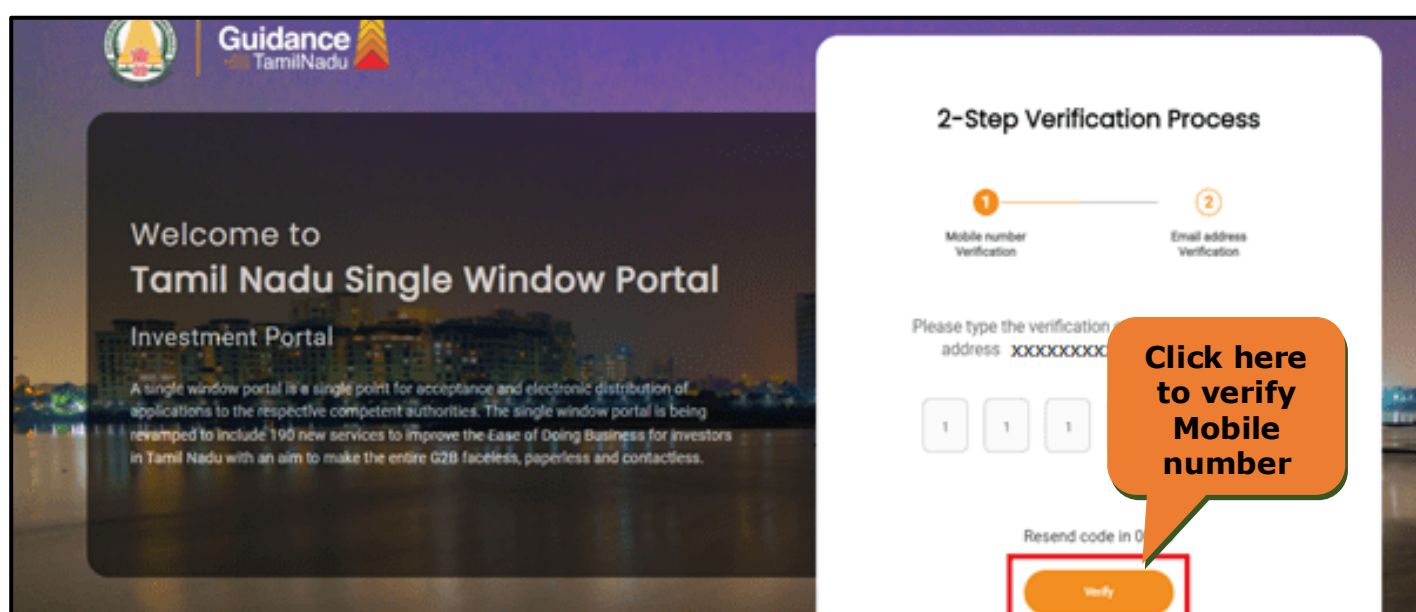 Guidance
TamilNadu
Welcome to
Tamil Nadu Single Window Portal
Investment Portal
A single window portal is a single point for acceptance and electronic distribution of
applications to the respective competent authorities. The single window portal is being
revamped to include 190 new services to improve the Ease of Doing Business for investors
in Tamil Nadu with an aim to make the entire G2B faceless, paperless and contactless.
2-Step Verification Process
1
2
Mobile number
Verification
Email address
Verification
Please type the verification
address XXXXXXXX
1 1 1
Click here
to verify
Mobile
number
Resend code in 0
Verify